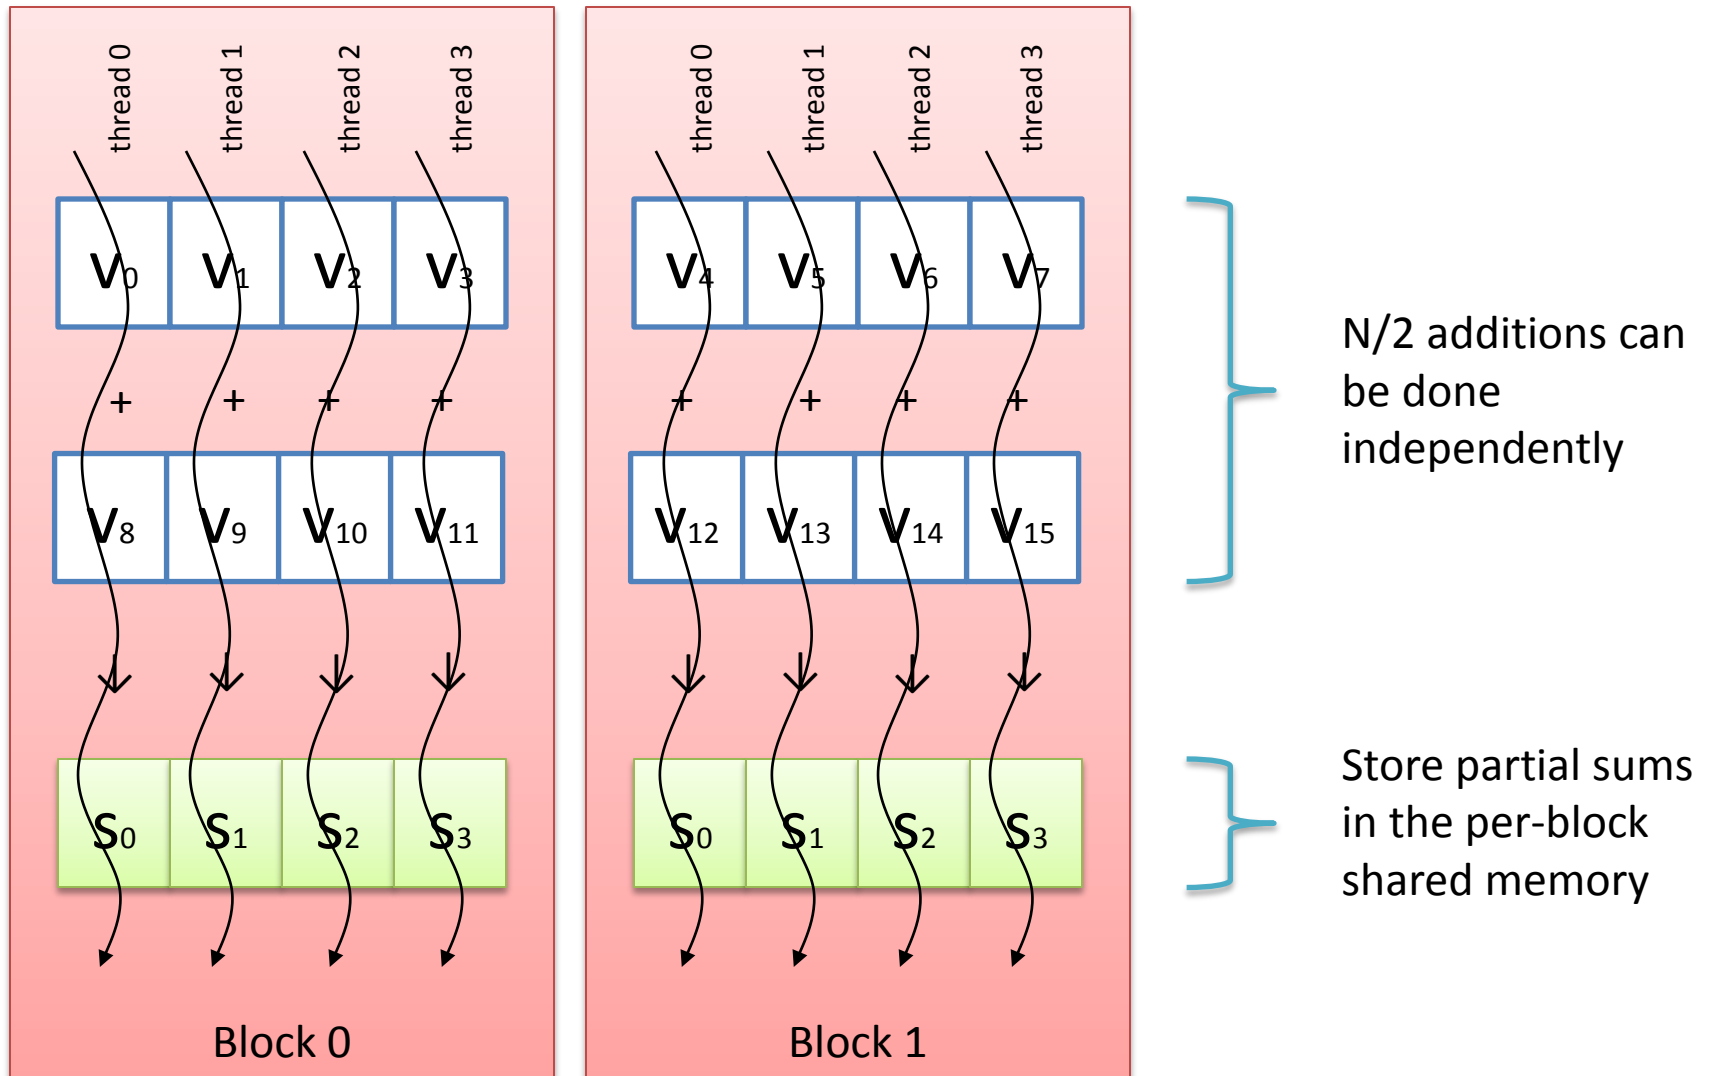 thread 0 thread 1 thread 2 thread 3
thread 0 thread 1 thread 2 thread 3
V0 V1 V2 V3
V4 V5 V6 V7
+ + + +
+ + + +
V8 V9 V10 V11
V12 V13 V14 V15
N/2 additions can
be done
independently
S0 S1 S2 S3
S0 S1 S2 S3
Store partial sums
in the per-block
shared memory
Block 0
Block 1